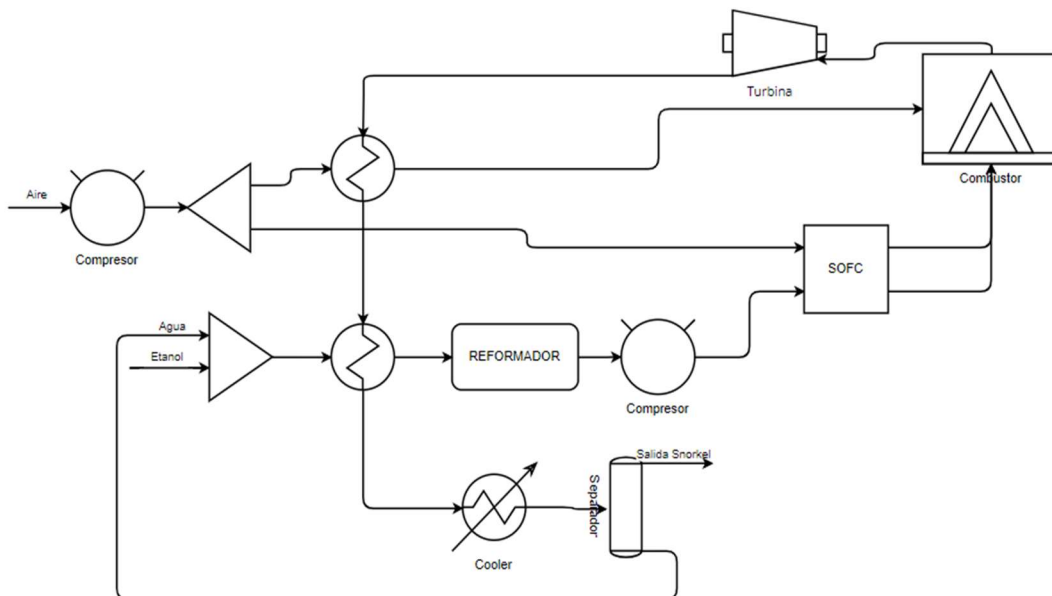 Turbina
Aire
Compresor
Combustor
SOFC
Agua
Etanol
REFORMADOR
Compresor
Salida Snorkel
Separador
Cooler